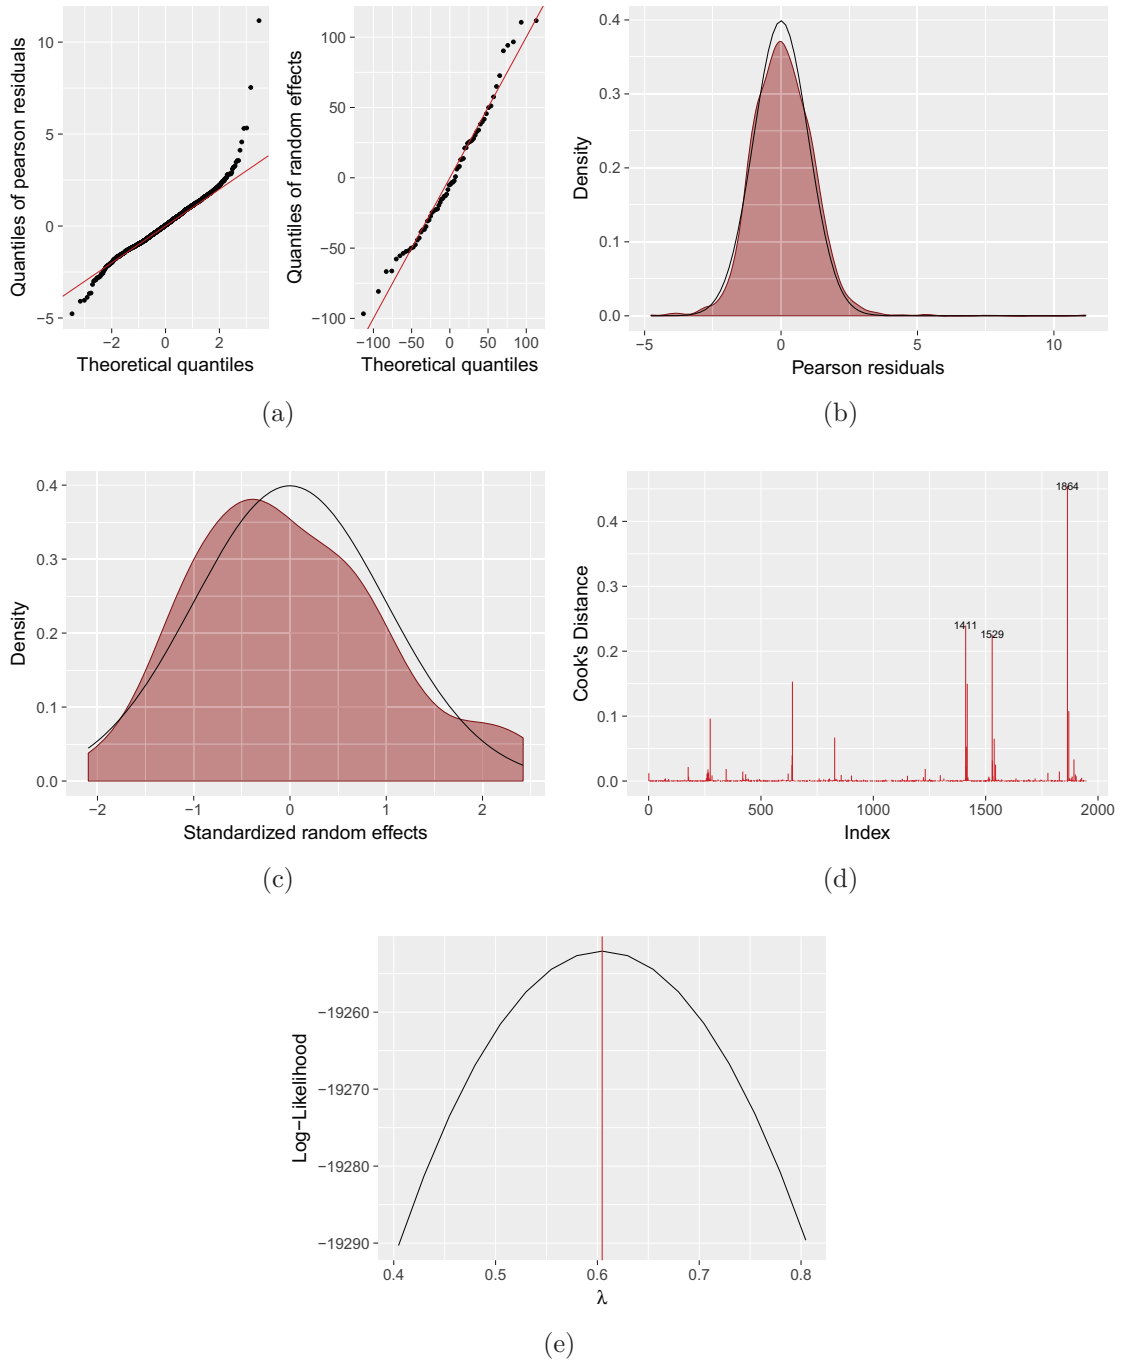 Quantiles of pearson residuals
10
5
0
−5
−2 0 2
Theoretical quantiles
Quantiles of random effects
100
50
0
−50
−100
−100 −50 0 50 100
Theoretical quantiles
(a)
Density
0.4
0.3
0.2
0.1
0.0
−5 0 5 10
Pearson residuals
(b)
Density
0.4
0.3
0.2
0.1
0.0
−2 −1 0 1 2
Standardized random effects
(c)
Cook's Distance
0.4
0.3
0.2
0.1
0.0
1864
1411
1529
0 500 1000 1500 2000
Index
(d)
Log−Likelihood
−19260
−19270
−19280
−19290
0.4 0.5 0.6 0.7 0.8
λ
(e)